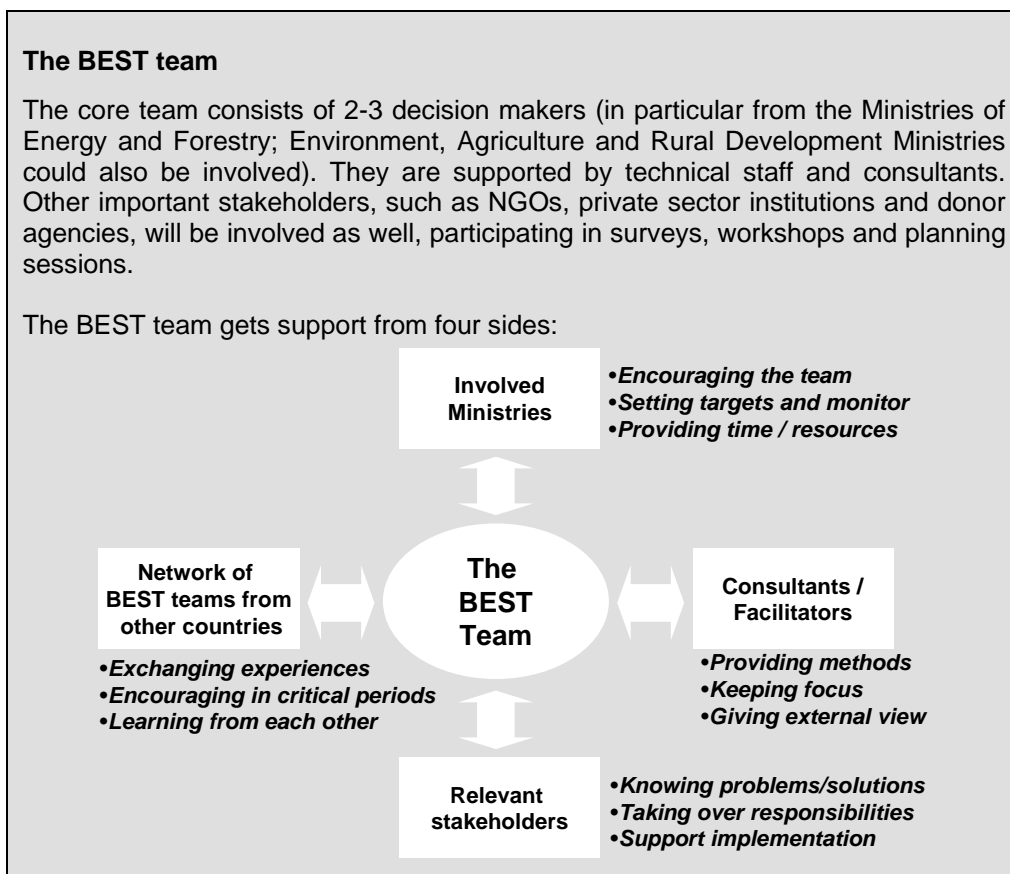 The BEST team
The core team consists of 2-3 decision makers (in particular from the Ministries of
Energy and Forestry; Environment, Agriculture and Rural Development Ministries
could also be involved). They are supported by technical staff and consultants.
Other important stakeholders, such as NGOs, private sector institutions and donor
agencies, will be involved as well, participating in surveys, workshops and planning
sessions.
The BEST team gets support from four sides:
Involved
Ministries
•Encouraging the team
•Setting targets and monitor
•Providing time / resources
Network of
BEST teams from
other countries
•Exchanging experiences
•Encouraging in critical periods
•Learning from each other
The
BEST
Team
Consultants /
Facilitators
•Providing methods
•Keeping focus
•Giving external view
Relevant
stakeholders
•Knowing problems/solutions
•Taking over responsibilities
•Support implementation